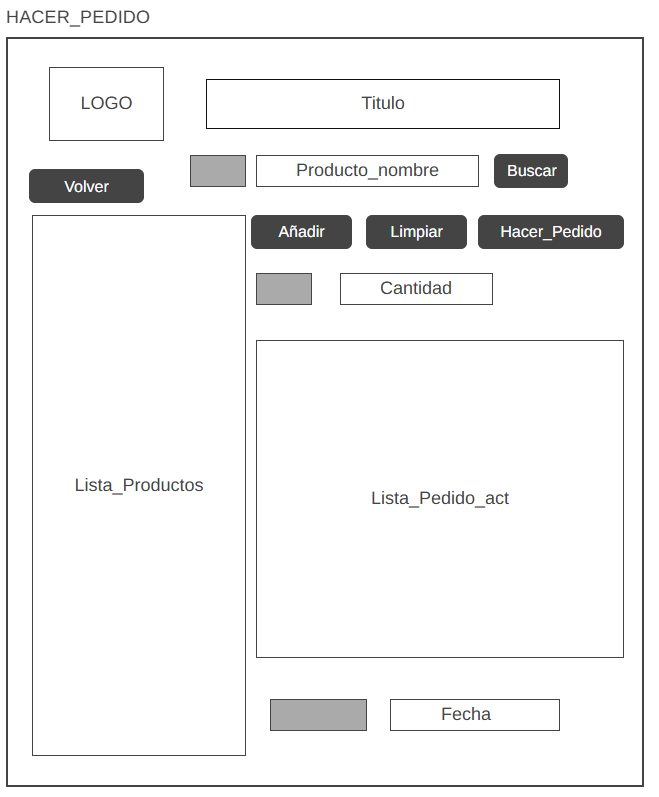 HACER_PEDIDO
LOGO
Titulo
Producto_nombre
Buscar
Volver
Añadir
Limpiar
Hacer_Pedido
Cantidad
Lista_Productos
Lista_Pedido_act
Fecha